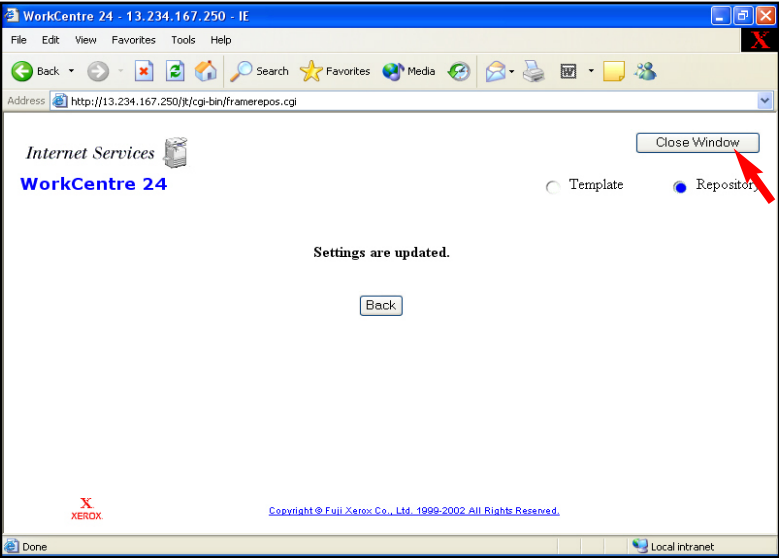 WorkCentre 24 - 13.234.167.250 - IE
File Edit View Favorites Tools Help
X
Back Search Favorites Media
Address http://13.234.167.250/jt/cgi-bin/framerepos.cgi
Close Window
Internet Services
WorkCentre 24
Template Repository
Settings are updated.
Back
X
XEROX.
Copyright © Fuji Xerox Co., Ltd. 1999-2002 All Rights Reserved.
Done Local intranet